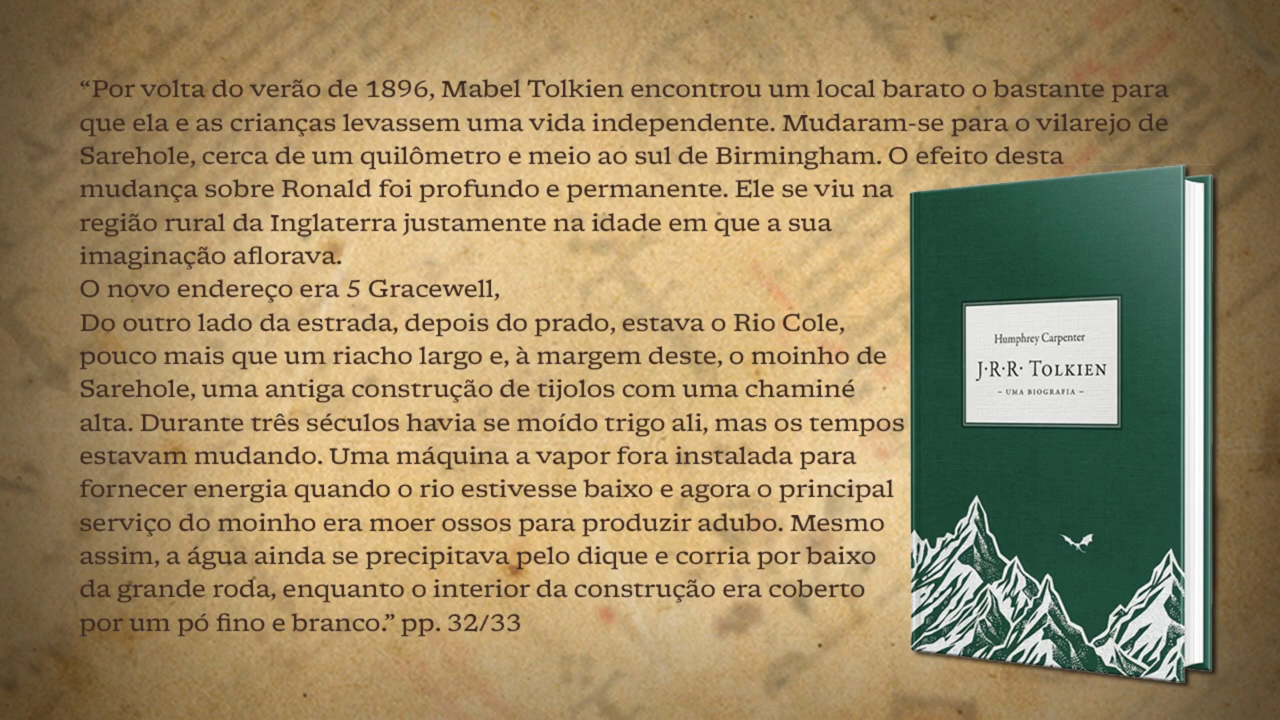 “Por volta do verão de 1896, Mabel Tolkien encontrou um local barato o bastante para
que ela e as crianças levassem uma vida independente. Mudaram-se para o vilarejo de
Sarehole, cerca de um quilômetro e meio ao sul de Birmingham. O efeito desta
mudança sobre Ronald foi profundo e permanente. Ele se viu na
região rural da Inglaterra justamente na idade em que a sua
imaginação aflorava.
O novo endereço era 5 Gracewell,
Do outro lado da estrada, depois do prado, estava o Rio Cole,
pouco mais que um riacho largo e, à margem deste, o moinho de
Sarehole, uma antiga construção de tijolos com uma chaminé
alta. Durante três séculos havia se moído trigo ali, mas os tempos
estavam mudando. Uma máquina a vapor fora instalada para
fornecer energia quando o rio estivesse baixo e agora o principal
serviço do moinho era moer ossos para produzir adubo. Mesmo
assim, a água ainda se precipitava pelo dique e corria por baixo
da grande roda, enquanto o interior da construção era coberto
por um pó fino e branco.” pp. 32/33
Humphrey Carpenter
J·R·R· TOLKIEN
– UMA BIOGRAFIA –